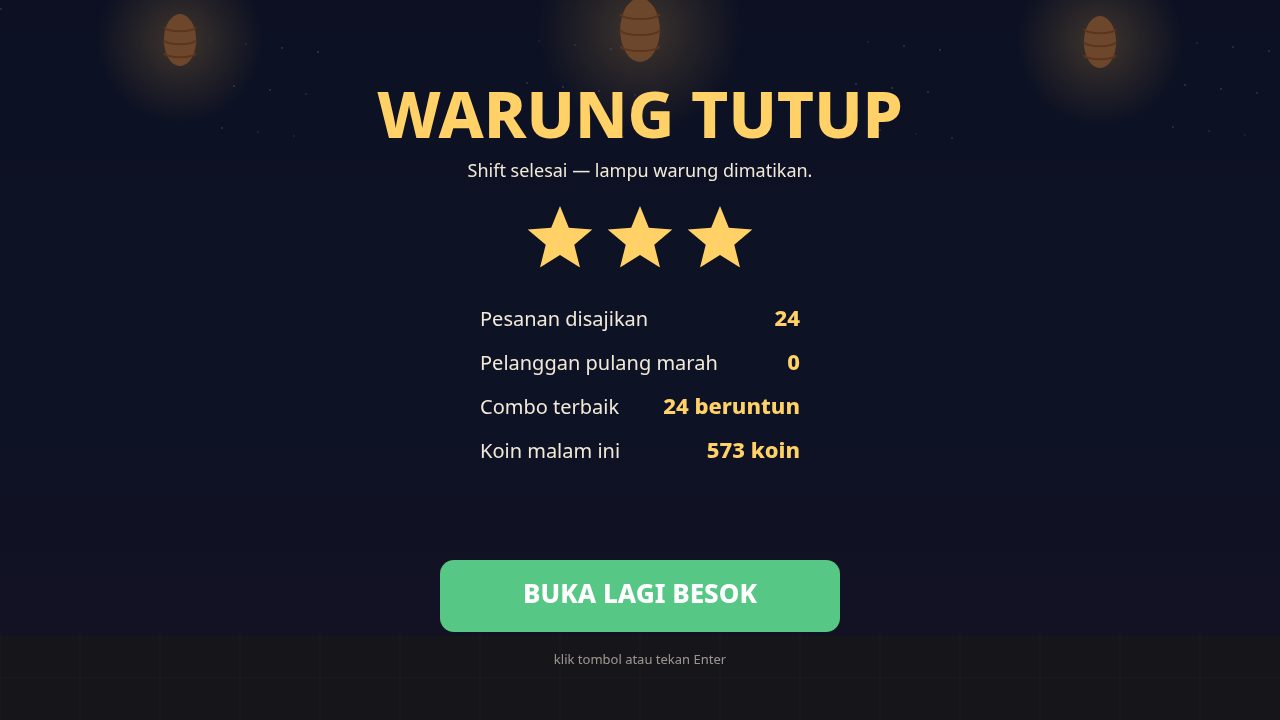 WARUNG TUTUP
Shift selesai — lampu warung dimatikan.
Pesanan disajikan 24
Pelanggan pulang marah 0
Combo terbaik 24 beruntun
Koin malam ini 573 koin
BUKA LAGI BESOK
klik tombol atau tekan Enter